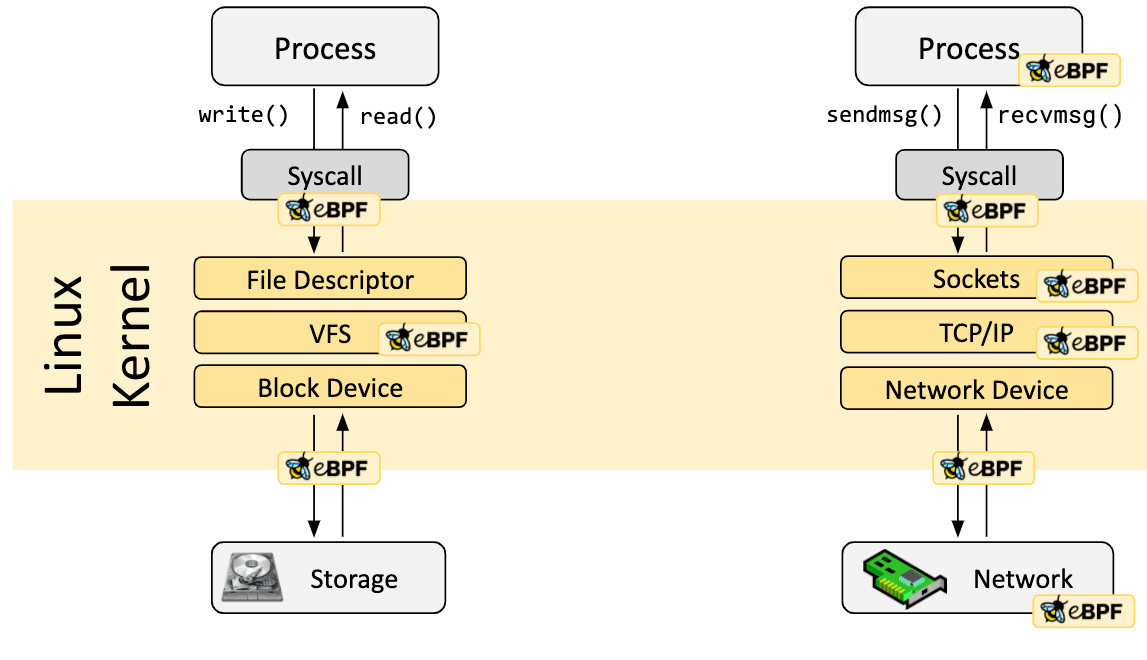 Process
write()
read()
Syscall
eBPF
File Descriptor
VFS
eBPF
Block Device
eBPF
Storage
Linux
Kernel
Process
eBPF
sendmsg()
recvmsg()
Syscall
eBPF
Sockets
eBPF
TCP/IP
eBPF
Network Device
eBPF
Network
eBPF